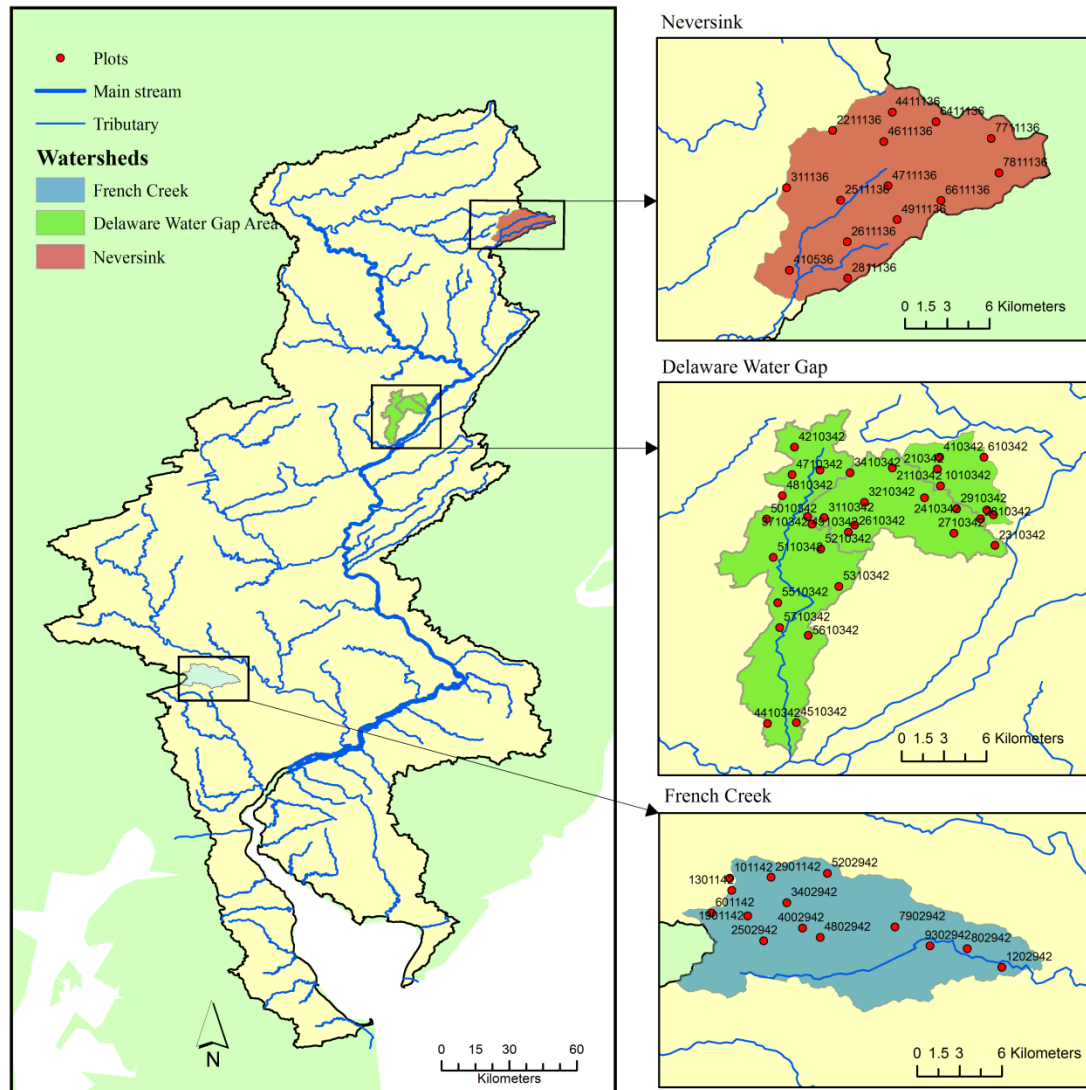 Plots
Main stream
Tributary
Watersheds
French Creek
Delaware Water Gap Area
Neversink
N
0 15 30 60
Kilometers
Neversink
4411136
6411136
2211136
4611136
7711136
7811136
311136
4711136
2511136
6611136
4911136
2611136
410536
2811136
0 1.5 3 6 Kilometers
Delaware Water Gap
4210342
410342 610342
4710342 3410342 210342
2110342 1010342
4810342
3210342
2910342
5010342 3110342 2410342
2610342
5210342 2710342
2310342
5110342
5310342
5510342
5710342
5610342
4410342 4510342
0 1.5 3 6 Kilometers
French Creek
101142 2901142 5202942
1301142
601142 3402942
1901142
4002942 7902942
2502942 4802942
9302942 802942
1202942
0 1.5 3 6 Kilometers